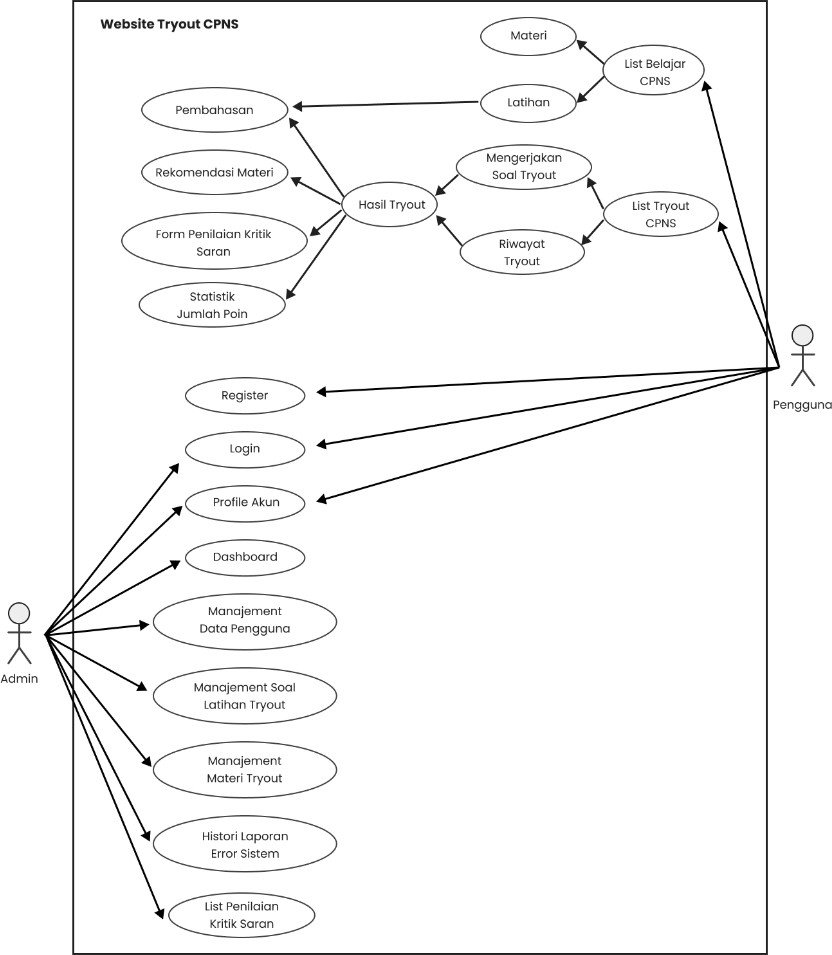 Website Tryout CPNS
Materi
List Belajar
CPNS
Latihan
Pembahasan
Mengerjakan
Soal Tryout
Rekomendasi Materi
Hasil Tryout
List Tryout
CPNS
Form Penilaian Kritik
Saran
Riwayat
Tryout
Statistik
Jumlah Poin
Pengguna
Register
Login
Profile Akun
Dashboard
Manajement
Data Pengguna
Admin
Manajement Soal
Latihan Tryout
Manajement
Materi Tryout
Histori Laporan
Error Sistem
List Penilaian
Kritik Saran